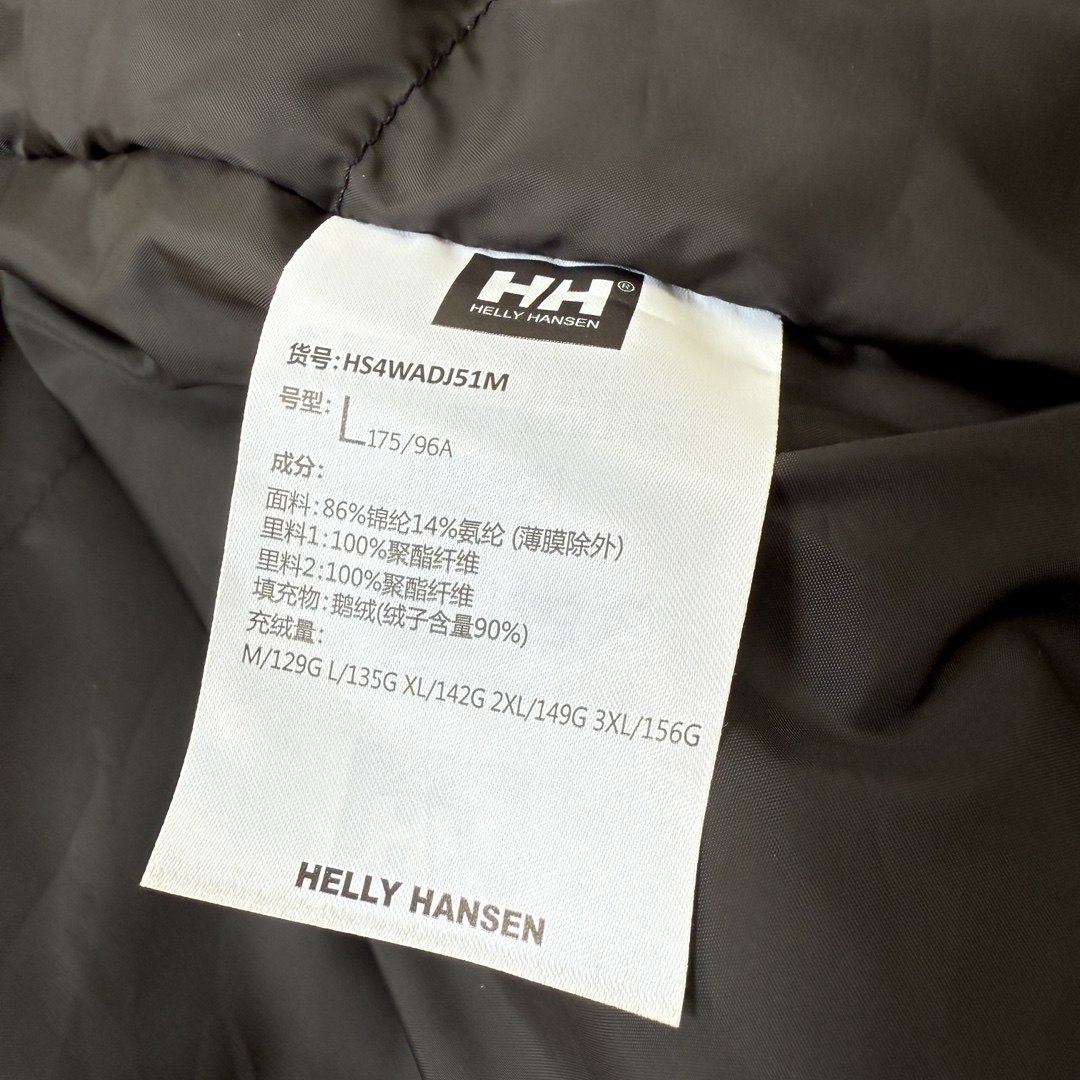 HH®
HELLY HANSEN
货号:HS4WADJ51M
号型: L 175/96A
成分:
面料:86%锦纶14%氨纶 (薄膜除外)
里料1:100%聚酯纤维
里料2:100%聚酯纤维
填充物:鹅绒(绒子含量90%)
充绒量:
M/129G L/135G XL/142G 2XL/149G 3XL/156G
HELLY HANSEN